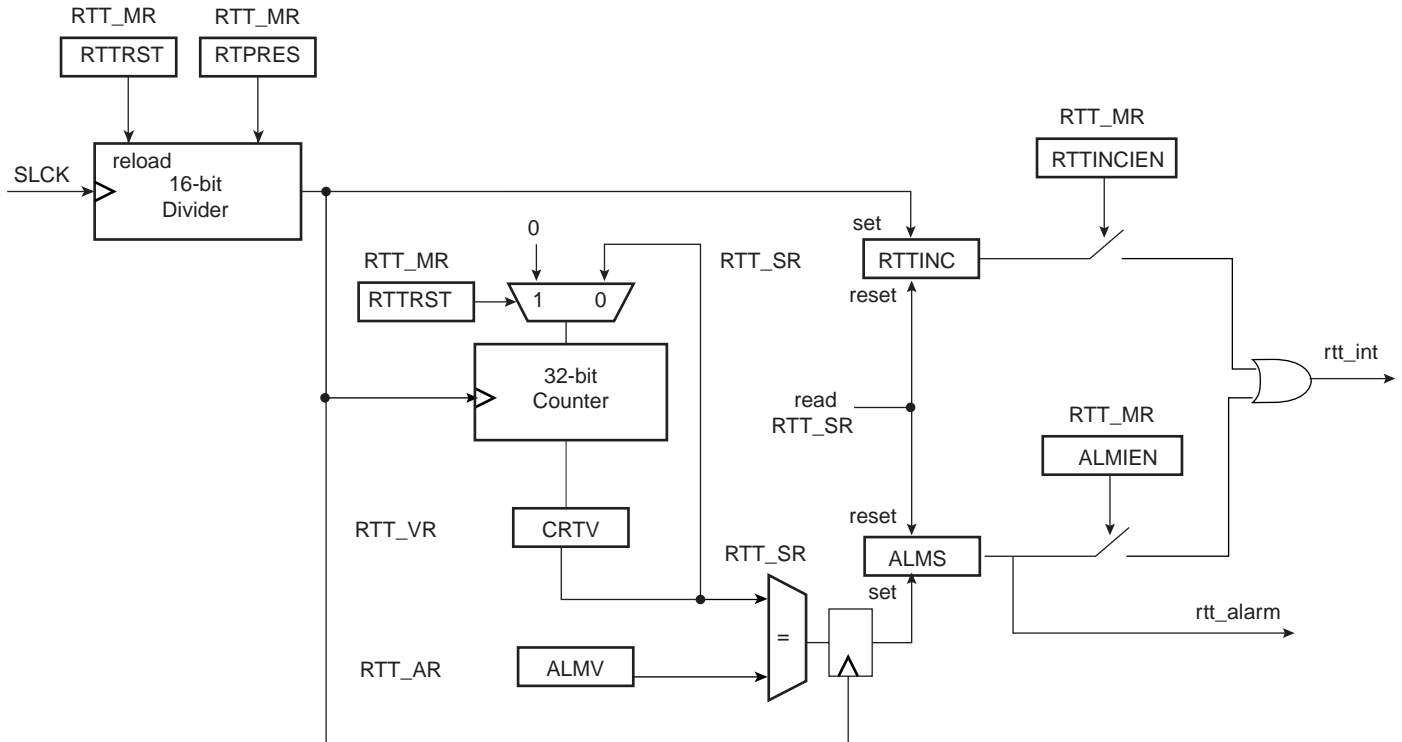 RTT_MR
RTT_MR
RTTRST
RTPRES
RTT_MR
reload
RTTINCIEN
SLCK
16-bit
Divider
set
0
RTT_MR
RTT_SR
RTTINC
RTTRST
1
0
reset
rtt_int
32-bit
Counter
read
RTT_SR
RTT_MR
ALMIEN
reset
RTT_VR
CRTV
RTT_SR
ALMS
set
rtt_alarm
=
RTT_AR
ALMV